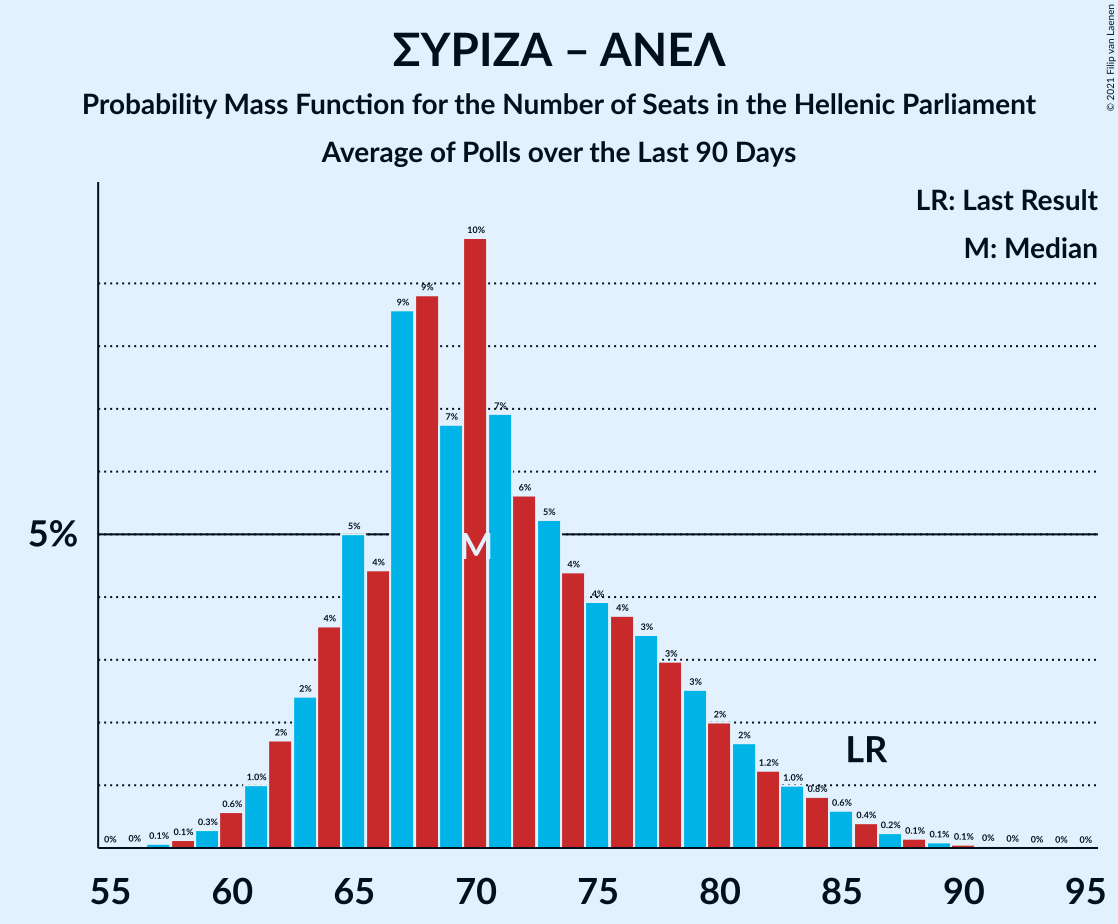 ΣΥΡΙΖΑ – ΑΝΕΛ
Probability Mass Function for the Number of Seats in the Hellenic Parliament
Average of Polls over the Last 90 Days
© 2021 Filip van Laenen
LR: Last Result
M: Median
5%
0% 0% 0.1% 0.1% 0.3% 0.6% 1.0% 2% 2% 4% 5% 4% 9% 9% 7% 10% 7% 6% 5% 4% 4% 4% 3% 3% 3% 2% 2% 1.2% 1.0% 0.8% 0.6% 0.4% 0.2% 0.1% 0.1% 0.1% 0% 0% 0% 0% 0%
M
LR
55 60 65 70 75 80 85 90 95